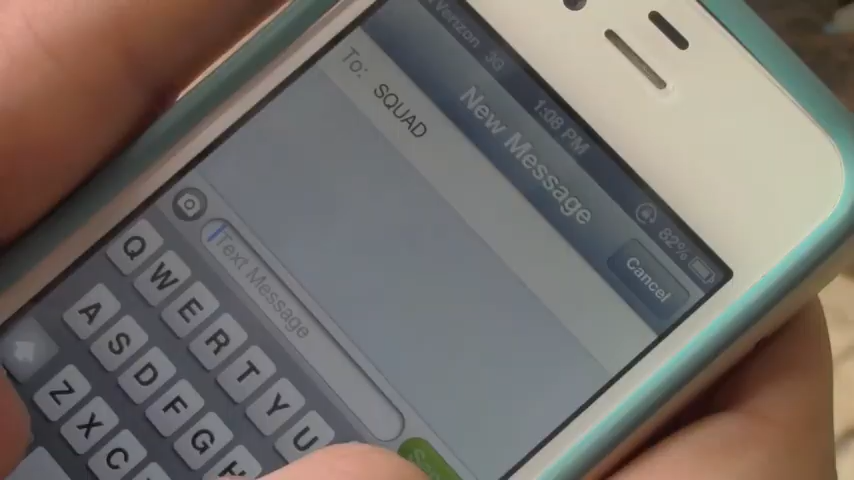 Verizon 3G 1:08 PM 82%
New Message
Cancel
To: SQUAD
Text Message
Q W E R T Y U
A S D F G H
Z X C